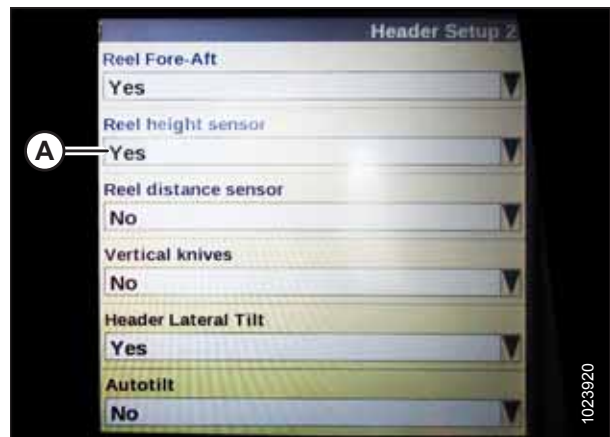 Header Setup 2
Reel Fore-Aft
Yes
Reel height sensor
A
Yes
Reel distance sensor
No
Vertical knives
No
Header Lateral Tilt
Yes
Autotilt
No
1023920